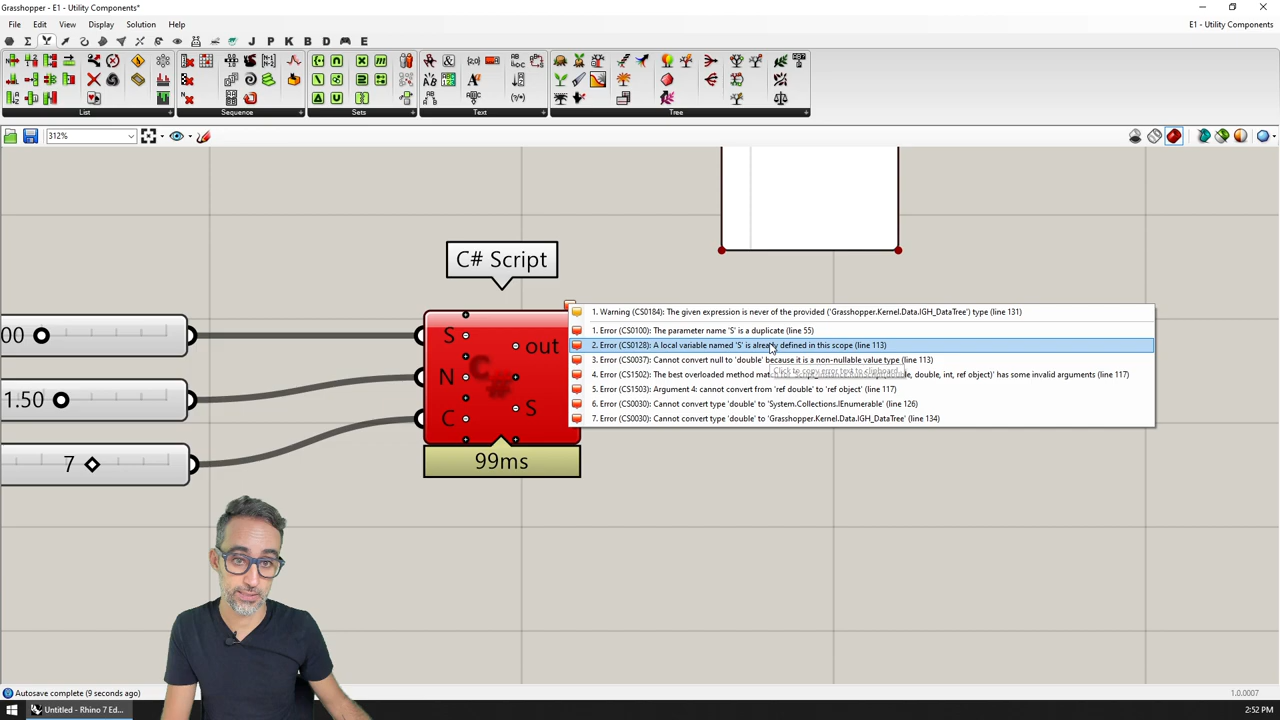 Grasshopper - E1 - Utility Components*
File Edit View Display Solution Help
E1 - Utility Components*
J P K B D E
List
Sequence
Sets
Text
Tree
312%
C# Script
1. Warning (CS0184): The given expression is never of the provided ('Grasshopper.Kernel.Data.IGH_DataTree') type (line 131)
1. Error (CS0100): The parameter name 'S' is a duplicate (line 55)
2. Error (CS0128): A local variable named 'S' is already defined in this scope (line 113)
3. Error (CS0037): Cannot convert null to 'double' because it is a non-nullable value type (line 113)
Click to copy error text to clipboard...
4. Error (CS1502): The best overloaded method double, int, ref object)' has some invalid arguments (line 117)
5. Error (CS1503): Argument 4: cannot convert from 'ref double' to 'ref object' (line 117)
6. Error (CS0030): Cannot convert type 'double' to 'System.Collections.IEnumerable' (line 126)
7. Error (CS0030): Cannot convert type 'double' to 'Grasshopper.Kernel.Data.IGH_DataTree' (line 134)
00
S
out
1.50
N
S
C
7
99ms
Autosave complete (9 seconds ago)
1.0.0007
Untitled - Rhino 7 Ed...
2:52 PM